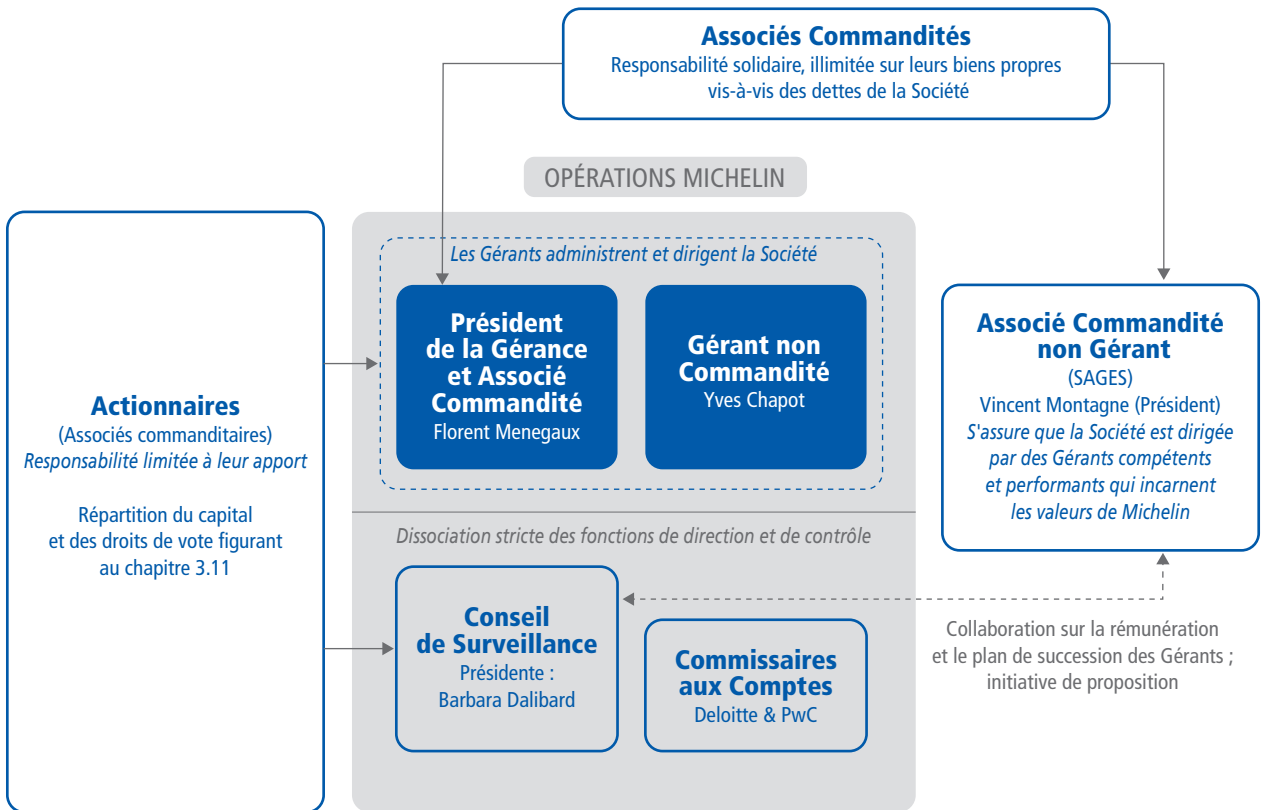 Associés Commandités
Responsabilité solidaire, illimitée sur leurs biens propres
vis-à-vis des dettes de la Société
OPÉRATIONS MICHELIN
Actionnaires
(Associés commanditaires)
Responsabilité limitée à leur apport
Répartition du capital
et des droits de vote figurant
au chapitre 3.11
Les Gérants administrent et dirigent la Société
Président
de la Gérance
et Associé
Commandité
Florent Menegaux
Gérant non
Commandité
Yves Chapot
Dissociation stricte des fonctions de direction et de contrôle
Conseil
de Surveillance
Présidente :
Barbara Dalibard
Commissaires
aux Comptes
Deloitte & PwC
Associé Commandité
non Gérant
(SAGES)
Vincent Montagne (Président)
S'assure que la Société est dirigée
par des Gérants compétents
et performants qui incarnent
les valeurs de Michelin
Collaboration sur la rémunération
et le plan de succession des Gérants ;
initiative de proposition